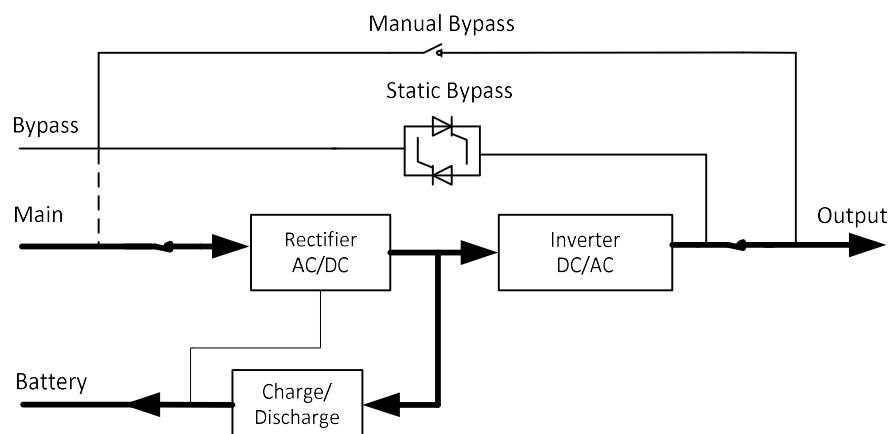 Manual Bypass
Static Bypass
Bypass
Main
Rectifier
AC/DC
Inverter
DC/AC
Output
Battery
Charge/
Discharge